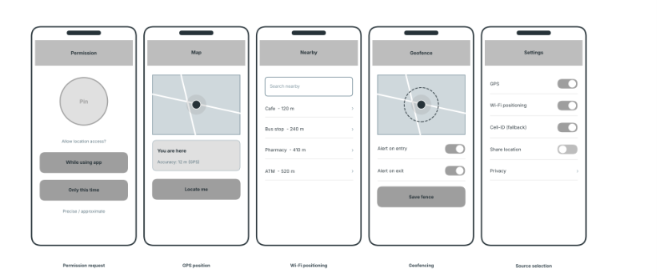 Permission
Pin
Allow location access?
While using app
Only this time
Precise / approximate
Permission request
Map
You are here
Accuracy: 12 m (GPS)
Locate me
GPS position
Nearby
Search nearby
Cafe · 120 m
Bus stop · 260 m
Pharmacy · 410 m
ATM · 520 m
Wi-Fi positioning
Geofence
Alert on entry
Alert on exit
Save fence
Geofencing
Settings
GPS
Wi-Fi positioning
Cell-ID (fallback)
Share location
Privacy
Source selection